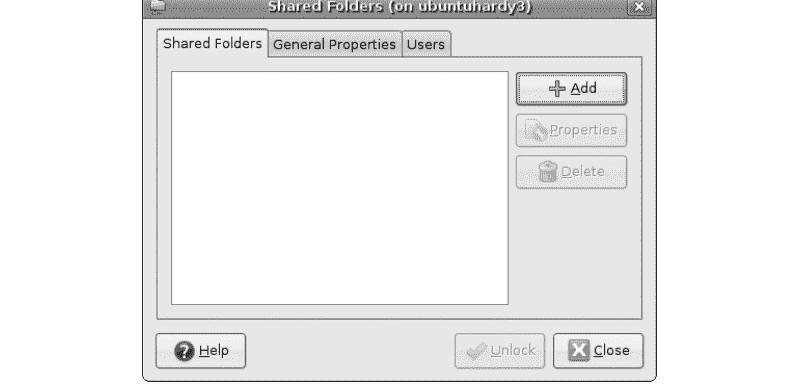 Shared Folders (on ubuntuhardy3)
Shared Folders General Properties Users
Add
Properties
Delete
Help Unlock Close